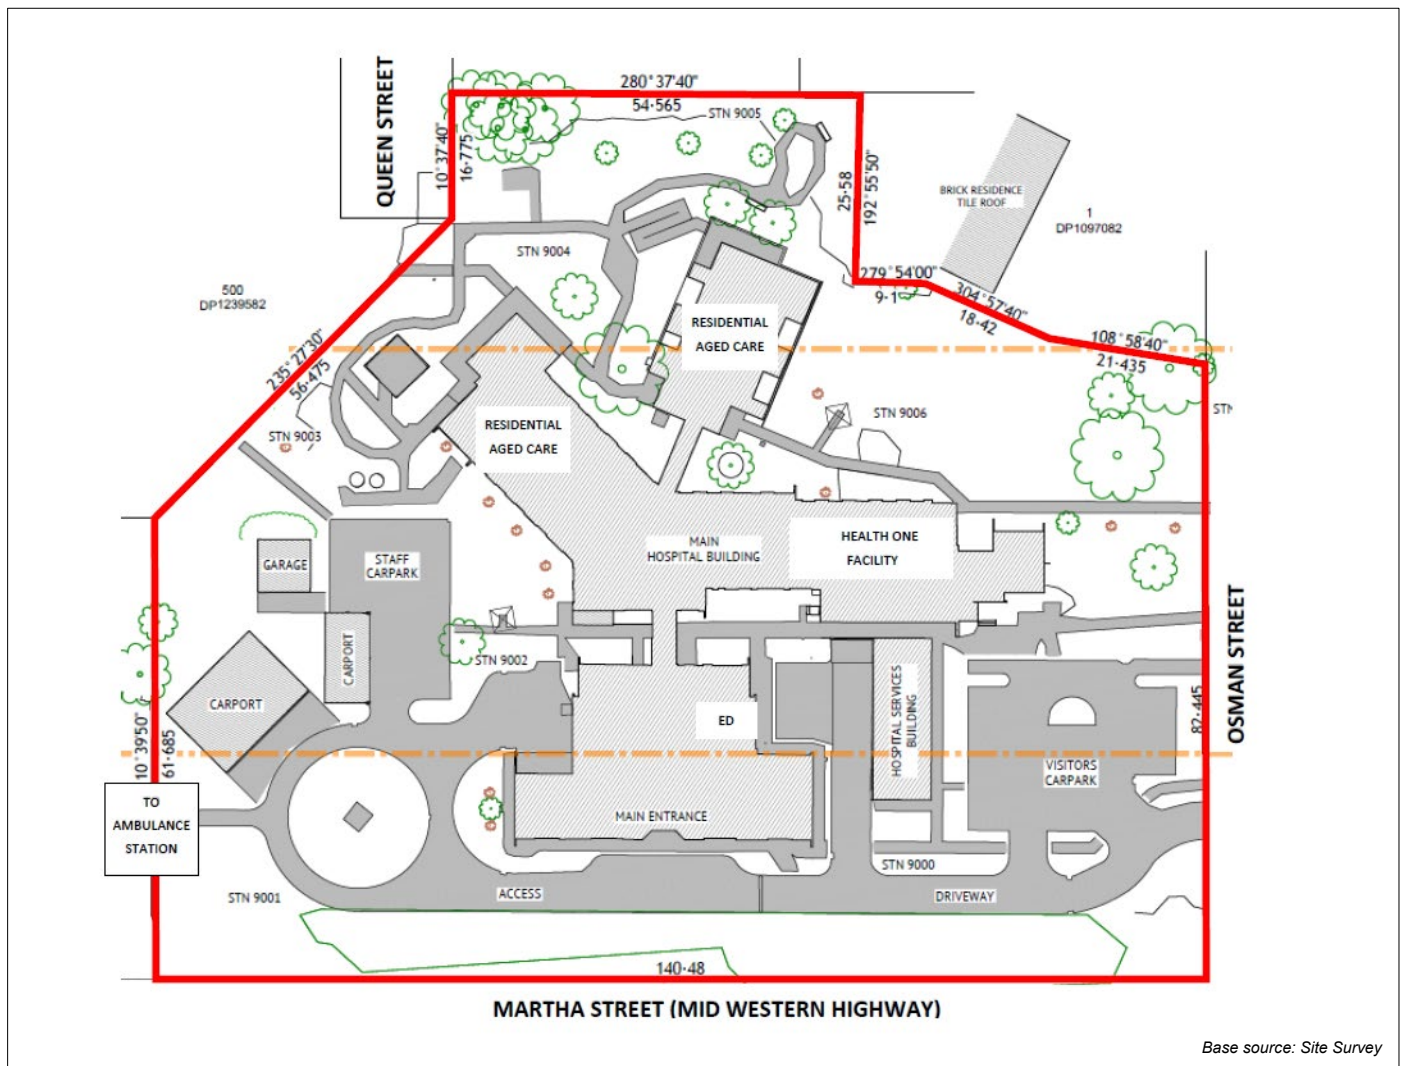 QUEEN STREET
280°37'40"
54·565
10°37'40"
16·775
STN 9005
25·58
192°55'50"
BRICK RESIDENCE
TILE ROOF
1
DP1097082
STN 9004
500
DP1239582
279°54'00"
9·1
304°57'40"
18·42
108°58'40"
21·435
235°27'30"
56·475
RESIDENTIAL
AGED CARE
STN 9006
STN
STN 9003
RESIDENTIAL
AGED CARE
MAIN
HOSPITAL BUILDING
HEALTH ONE
FACILITY
GARAGE
STAFF
CARPARK
CARPORT
STN 9002
CARPORT
ED
HOSPITAL SERVICES
BUILDING
OSMAN STREET
82·445
10°39'50"
61·685
VISITORS
CARPARK
TO
AMBULANCE
STATION
MAIN ENTRANCE
STN 9000
STN 9001
ACCESS
DRIVEWAY
140·48
MARTHA STREET (MID WESTERN HIGHWAY)
Base source: Site Survey